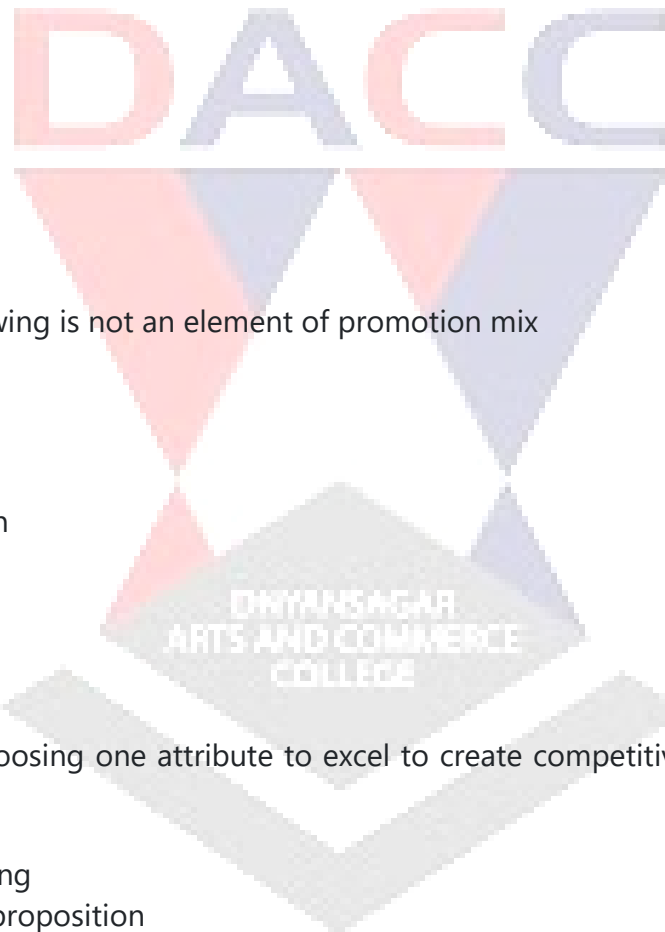 DACC
wing is not an element of promotion mix
n
DNYANSAGAR
ARTS AND COMMERCE
COLLEGE
oosing one attribute to excel to create competitiv
ng
proposition